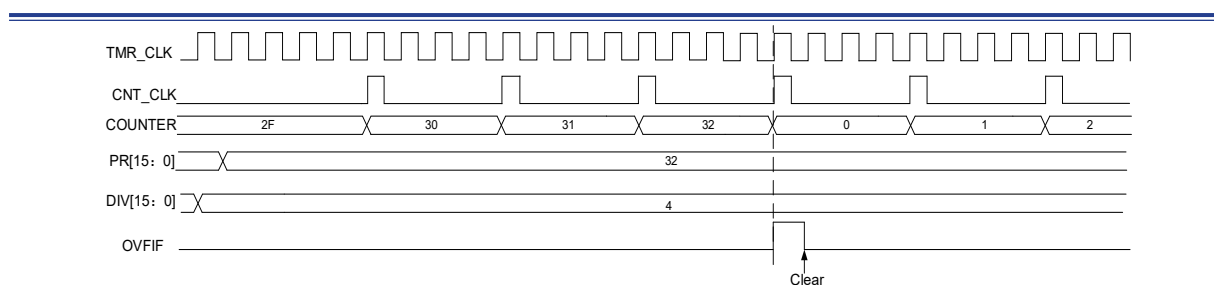 TMR_CLK
CNT_CLK
COUNTER 2F 30 31 32 0 1 2
PR[15：0] 32
DIV[15：0] 4
OVFIF
Clear